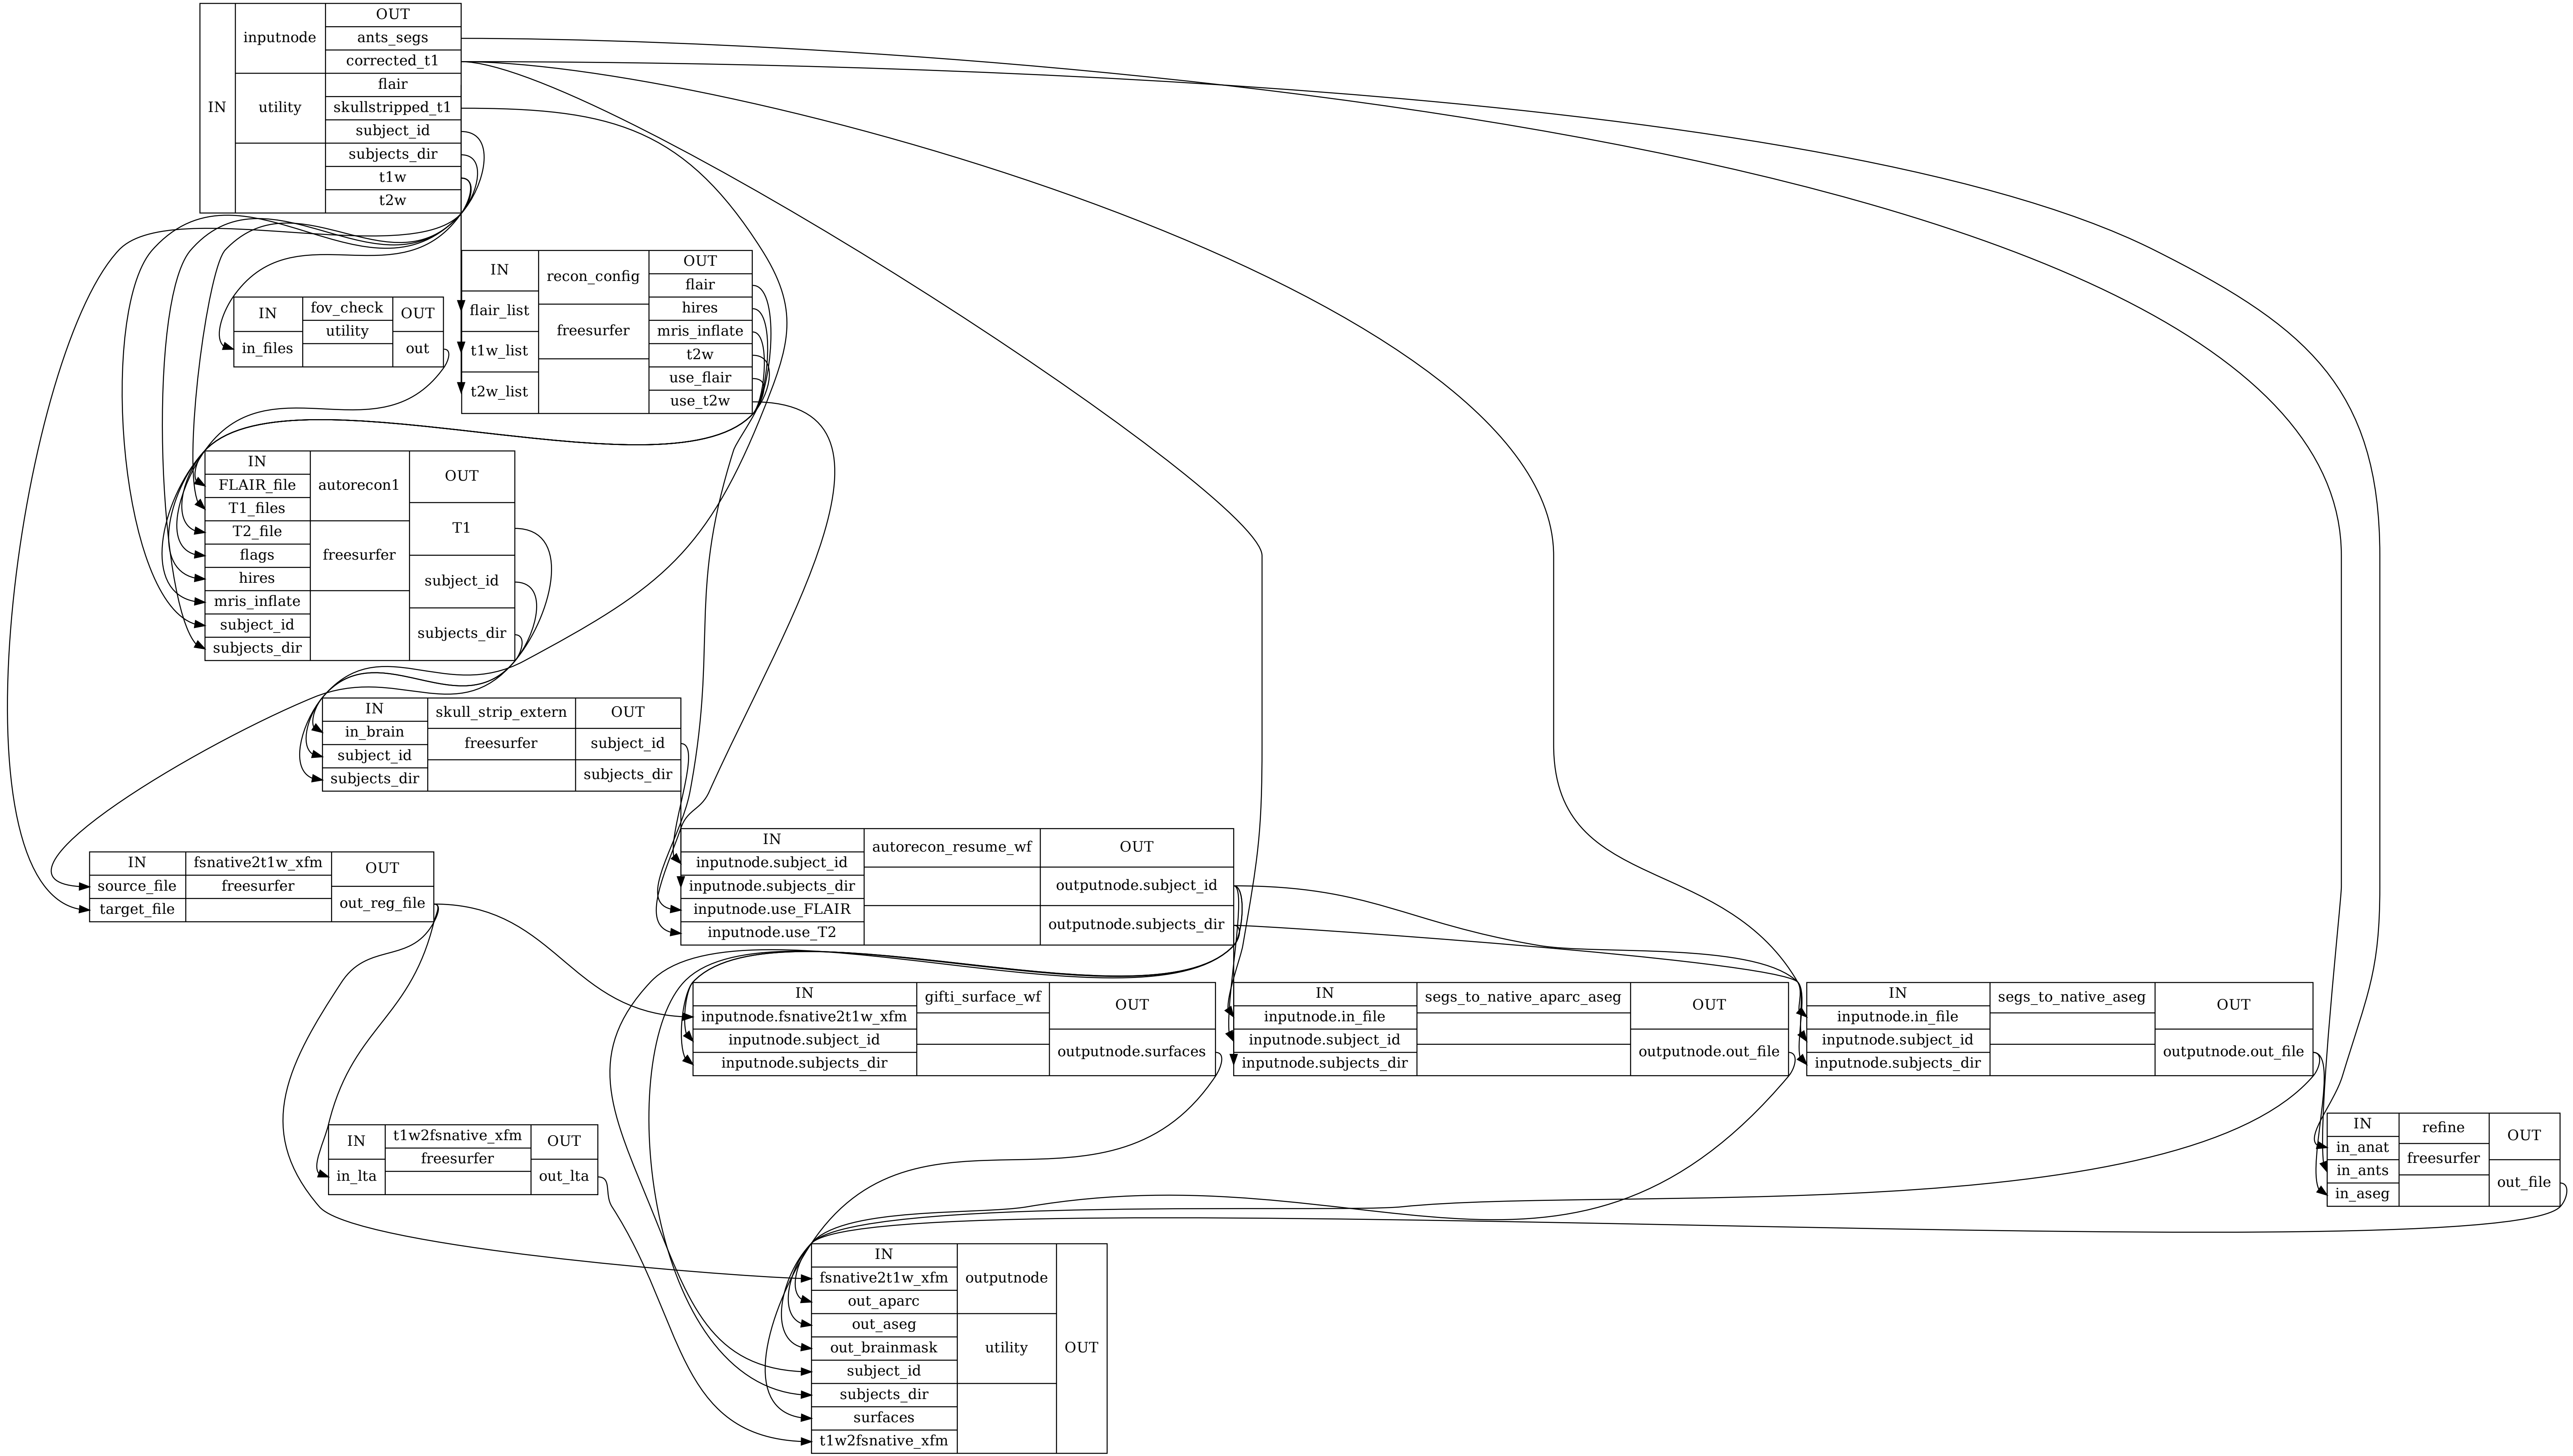 IN
inputnode
utility
OUT
ants_segs
corrected_t1
flair
skullstripped_t1
subject_id
subjects_dir
t1w
t2w
IN
flair_list
t1w_list
t2w_list
recon_config
freesurfer
OUT
flair
hires
mris_inflate
t2w
use_flair
use_t2w
IN
in_files
fov_check
utility
OUT
out
IN
FLAIR_file
T1_files
T2_file
flags
hires
mris_inflate
subject_id
subjects_dir
autorecon1
freesurfer
OUT
T1
subject_id
subjects_dir
IN
in_brain
subject_id
subjects_dir
skull_strip_extern
freesurfer
OUT
subject_id
subjects_dir
IN
source_file
target_file
fsnative2t1w_xfm
freesurfer
OUT
out_reg_file
IN
inputnode.subject_id
inputnode.subjects_dir
inputnode.use_FLAIR
inputnode.use_T2
autorecon_resume_wf
OUT
outputnode.subject_id
outputnode.subjects_dir
IN
inputnode.fsnative2t1w_xfm
inputnode.subject_id
inputnode.subjects_dir
gifti_surface_wf
OUT
outputnode.surfaces
IN
inputnode.in_file
inputnode.subject_id
inputnode.subjects_dir
segs_to_native_aparc_aseg
OUT
outputnode.out_file
IN
inputnode.in_file
inputnode.subject_id
inputnode.subjects_dir
segs_to_native_aseg
OUT
outputnode.out_file
IN
in_lta
t1w2fsnative_xfm
freesurfer
OUT
out_lta
IN
in_anat
in_ants
in_aseg
refine
freesurfer
OUT
out_file
IN
fsnative2t1w_xfm
out_aparc
out_aseg
out_brainmask
subject_id
subjects_dir
surfaces
t1w2fsnative_xfm
outputnode
utility
OUT